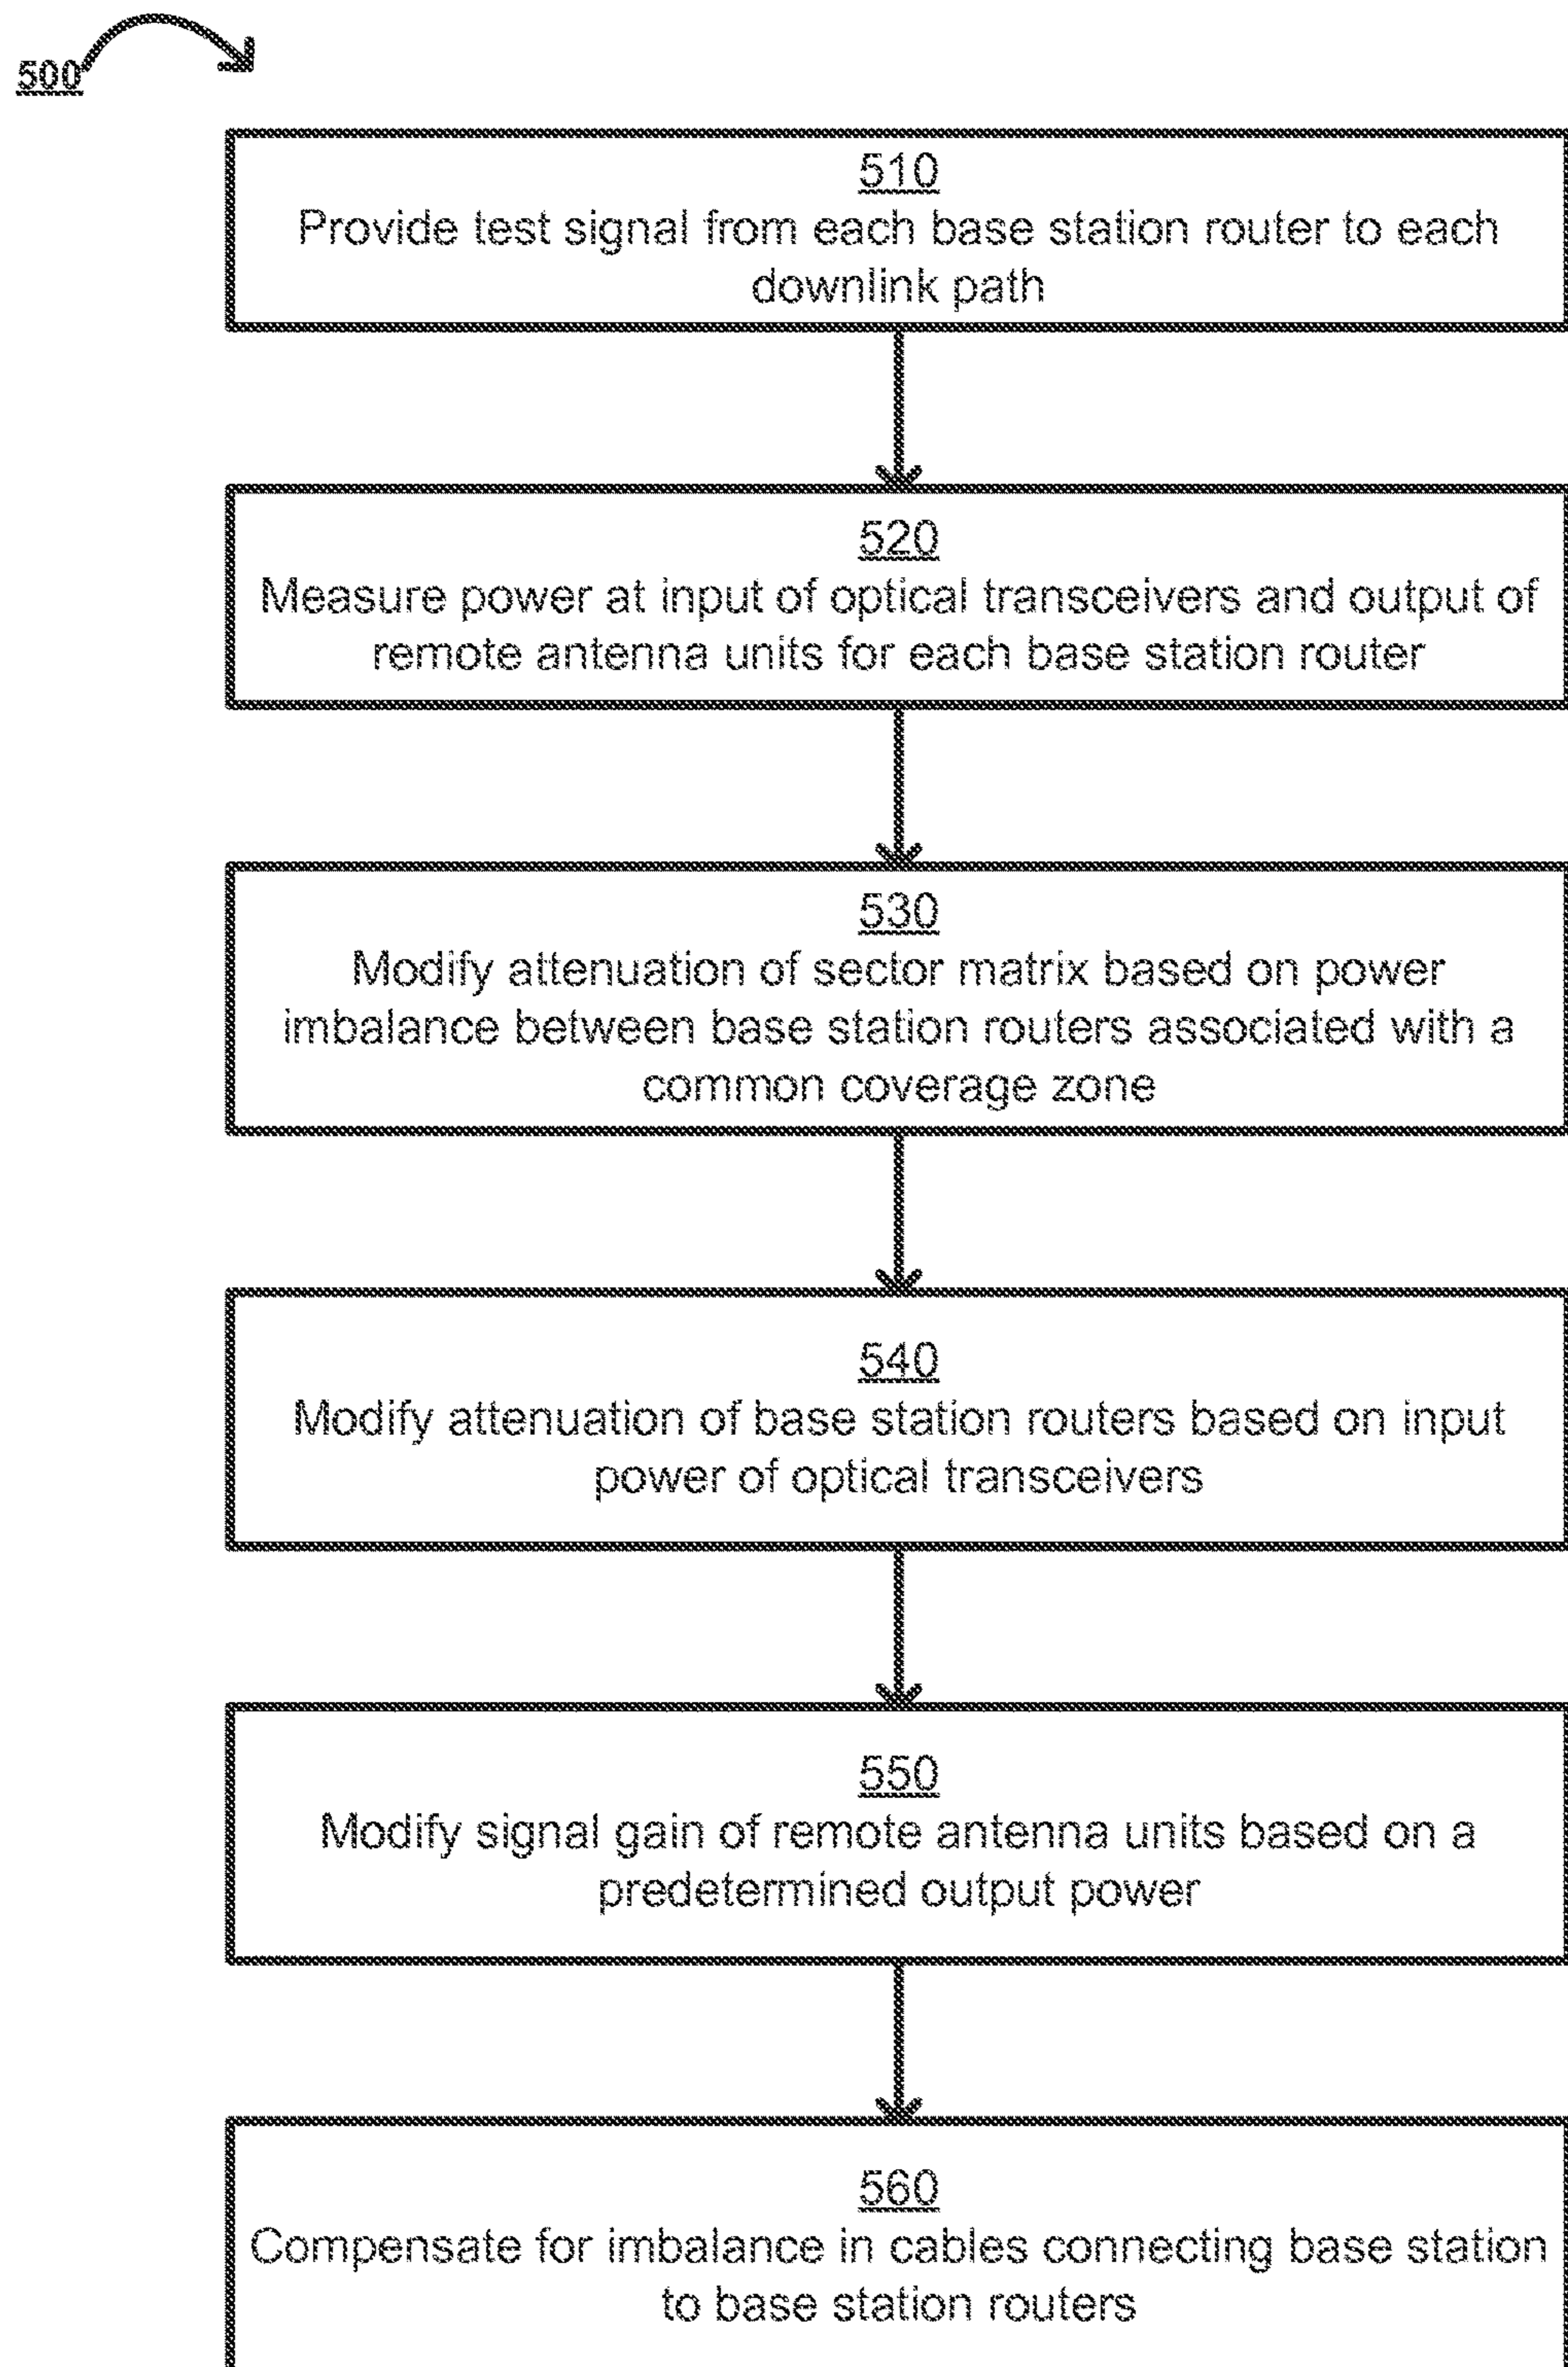 500
510
Provide test signal from each base station router to each
downlink path
520
Measure power at input of optical transceivers and output of
remote antenna units for each base station router
530
Modify attenuation of sector matrix based on power
imbalance between base station routers associated with a
common coverage zone
540
Modify attenuation of base station routers based on input
power of optical transceivers
550
Modify signal gain of remote antenna units based on a
predetermined output power
560
Compensate for imbalance in cables connecting base station
to base station routers